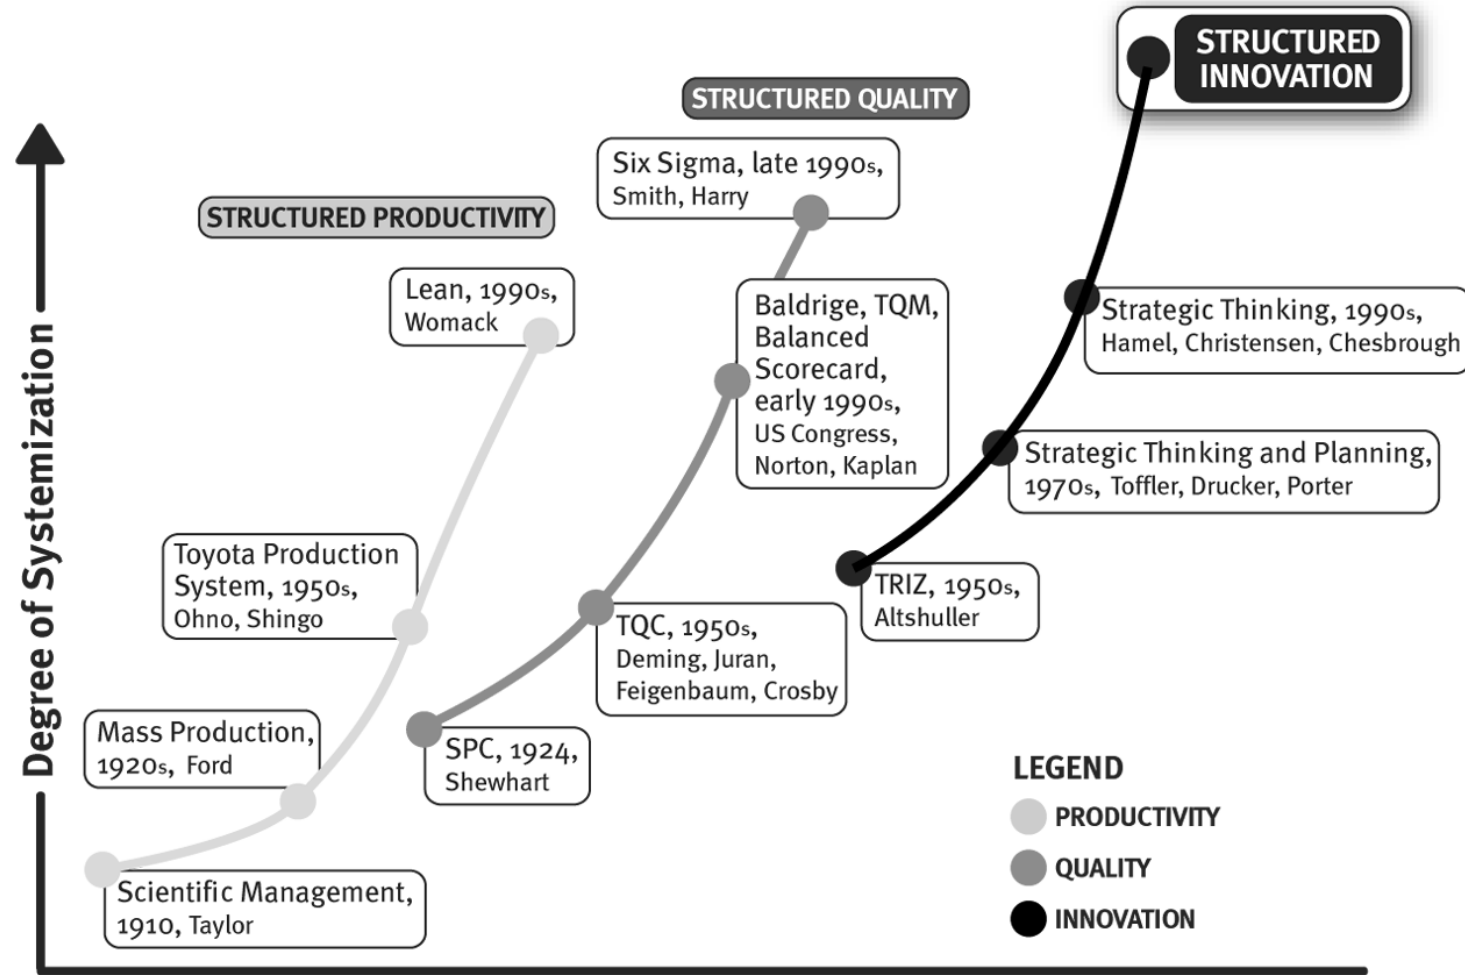 STRUCTURED
INNOVATION
STRUCTURED QUALITY
Six Sigma, late 1990s,
Smith, Harry
STRUCTURED PRODUCTIVITY
Lean, 1990s,
Womack
Baldrige, TQM,
Balanced
Scorecard,
early 1990s,
US Congress,
Norton, Kaplan
Strategic Thinking, 1990s,
Hamel, Christensen, Chesbrough
Strategic Thinking and Planning,
1970s, Toffler, Drucker, Porter
Degree of Systemization
Toyota Production
System, 1950s,
Ohno, Shingo
TRIZ, 1950s,
Altshuller
TQC, 1950s,
Deming, Juran,
Feigenbaum, Crosby
Mass Production,
1920s, Ford
SPC, 1924,
Shewhart
Scientific Management,
1910, Taylor
LEGEND
PRODUCTIVITY
QUALITY
INNOVATION